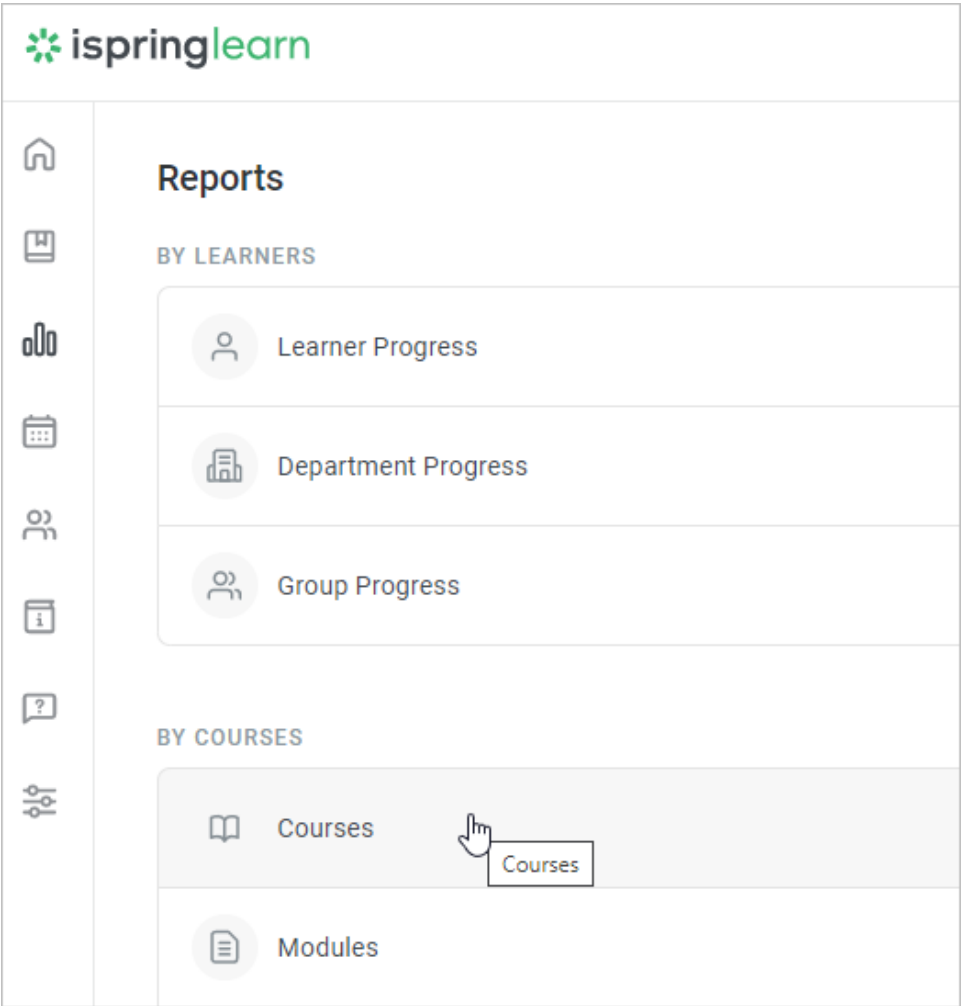 ispringlearn
Reports
BY LEARNERS
Learner Progress
Department Progress
Group Progress
BY COURSES
Courses
Courses
Modules